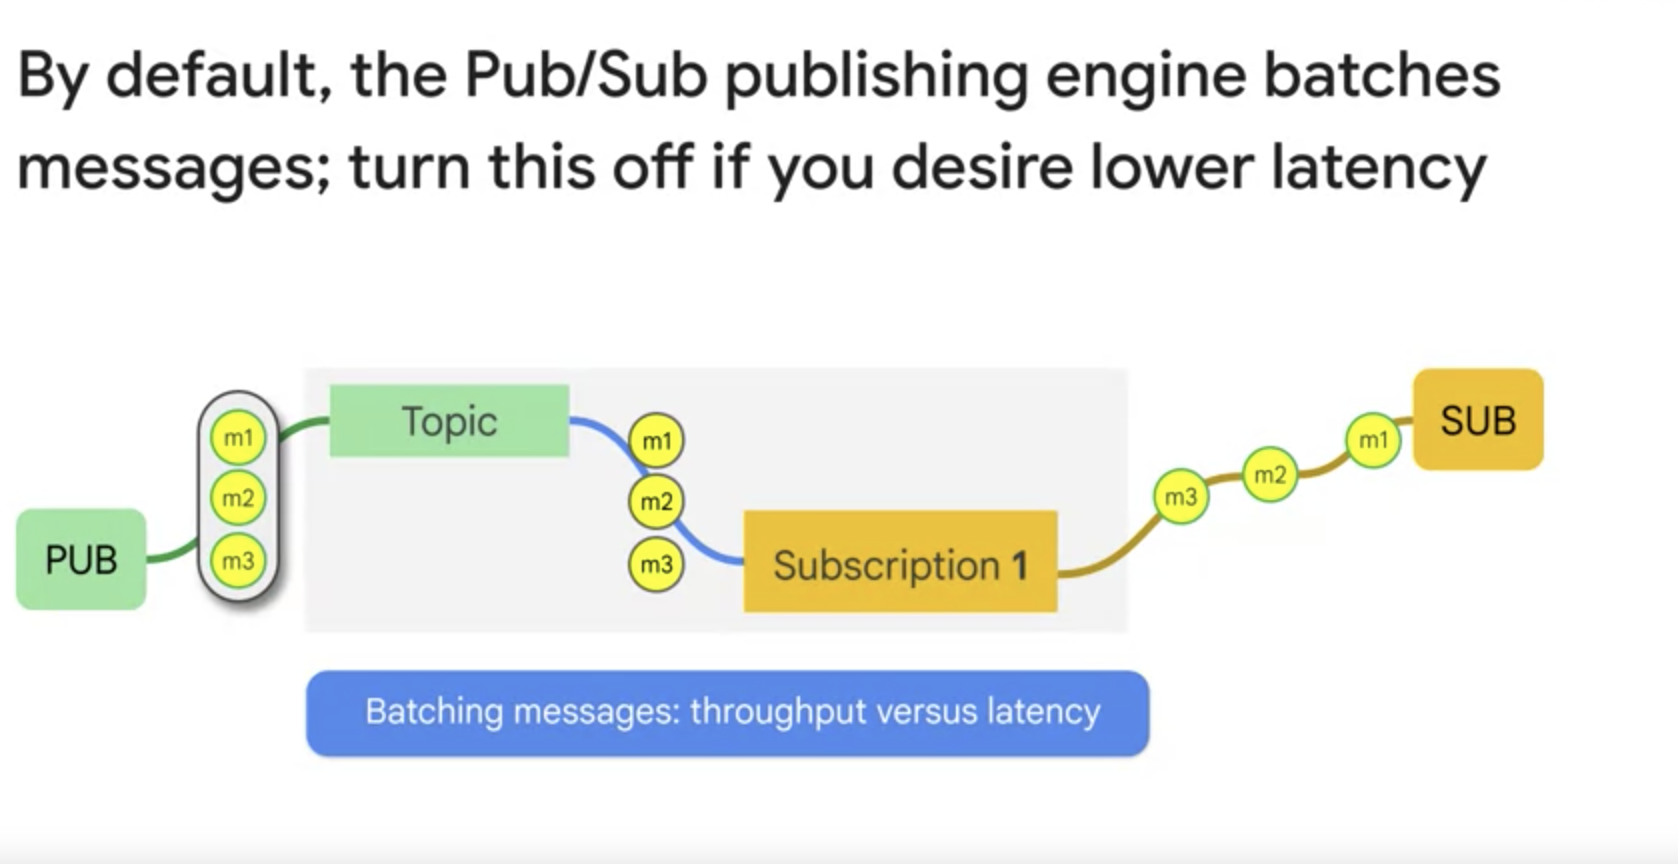 By default, the Pub/Sub publishing engine batches
messages; turn this off if you desire lower latency
PUB
m1
m2
m3
Topic
m1
m2
m3
Subscription 1
m3
m2
m1
SUB
Batching messages: throughput versus latency